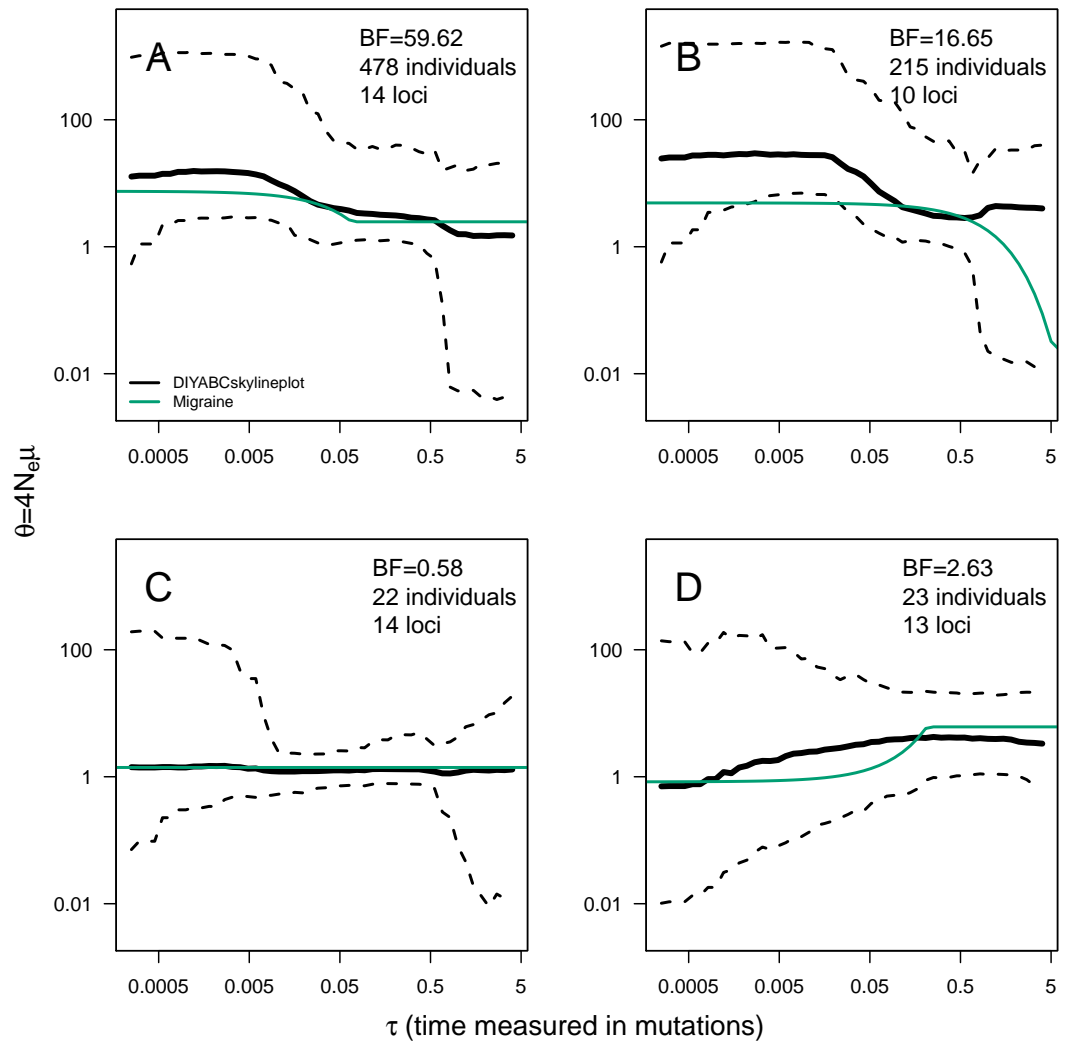 A
BF=59.62
478 individuals
14 loci
100
1
0.01
DIYABCskylineplot
Migraine
0.0005 0.005 0.05 0.5 5
B
BF=16.65
215 individuals
10 loci
100
1
0.01
0.0005 0.005 0.05 0.5 5
θ=4Nₑμ
C
BF=0.58
22 individuals
14 loci
100
1
0.01
0.0005 0.005 0.05 0.5 5
D
BF=2.63
23 individuals
13 loci
100
1
0.01
0.0005 0.005 0.05 0.5 5
τ (time measured in mutations)